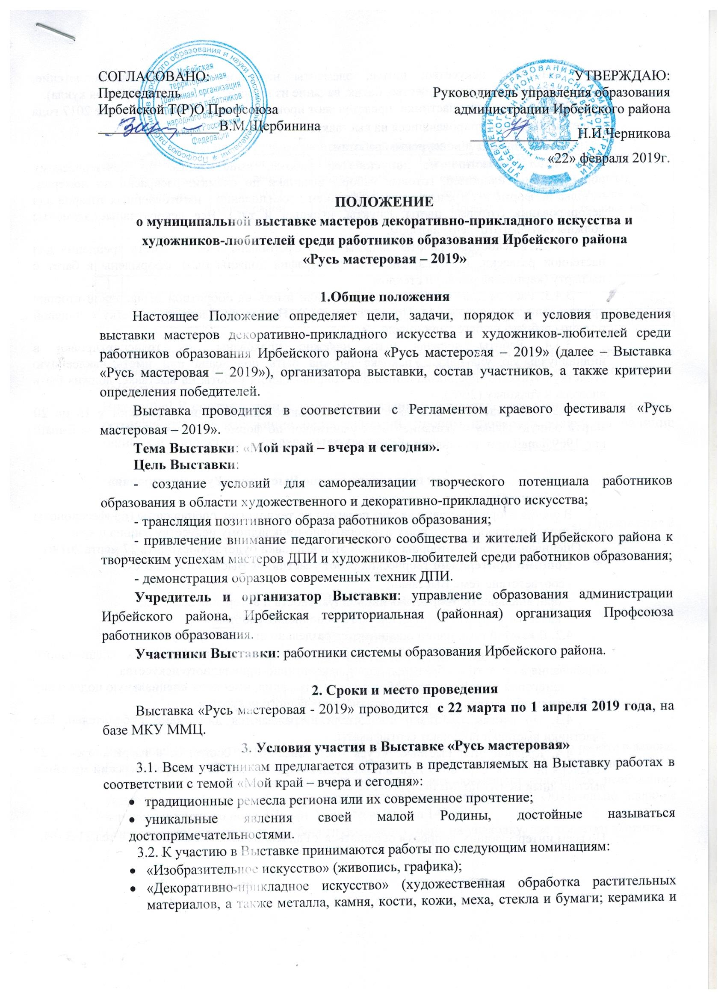 СОГЛАСОВАНО:
Председатель
Ирбейской Т(Р)О Профсоюза
В.М.Щербинина
Ирбейская
территориальная
(районная) организация
Профсоюза работников
народного образования
и науки Российской
Федерации
УТВЕРЖДАЮ:
Руководитель управления образования
администрации Ирбейского района
Н.И.Черникова
«22» февраля 2019г.
ПОЛОЖЕНИЕ
о муниципальной выставке мастеров декоративно-прикладного искусства и
художников-любителей среди работников образования Ирбейского района
«Русь мастеровая – 2019»
1.Общие положения
Настоящее Положение определяет цели, задачи, порядок и условия проведения
выставки мастеров декоративно-прикладного искусства и художников-любителей среди
работников образования Ирбейского района «Русь мастеровая – 2019» (далее – Выставка
«Русь мастеровая – 2019»), организатора выставки, состав участников, а также критерии
определения победителей.
Выставка проводится в соответствии с Регламентом краевого фестиваля «Русь
мастеровая – 2019».
Тема Выставки: «Мой край – вчера и сегодня».
Цель Выставки:
- создание условий для самореализации творческого потенциала работников
образования в области художественного и декоративно-прикладного искусства;
- трансляция позитивного образа работников образования;
- привлечение внимание педагогического сообщества и жителей Ирбейского района к
творческим успехам мастеров ДПИ и художников-любителей среди работников образования;
- демонстрация образцов современных техник ДПИ.
Учредитель и организатор Выставки: управление образования администрации
Ирбейского района, Ирбейская территориальная (районная) организация Профсоюза
работников образования.
Участники Выставки: работники системы образования Ирбейского района.
2. Сроки и место проведения
Выставка «Русь мастеровая - 2019» проводится с 22 марта по 1 апреля 2019 года, на
базе МКУ ММЦ.
3. Условия участия в Выставке «Русь мастеровая»
3.1. Всем участникам предлагается отразить в представляемых на Выставку работах в
соответствии с темой «Мой край – вчера и сегодня»:
• традиционные ремесла региона или их современное прочтение;
• уникальные явления своей малой Родины, достойные называться
достопримечательностями.
3.2. К участию в Выставке принимаются работы по следующим номинациям:
• «Изобразительное искусство» (живопись, графика);
• «Декоративно-прикладное искусство» (художественная обработка растительных
материалов, а также металла, камня, кости, кожи, меха, стекла и бумаги; керамика и